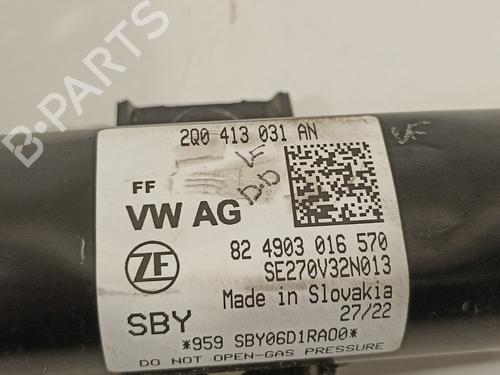 2Q0 413 031 AN
LF
FF
D.D
VW AG
82 4903 016 570
ZF
SE270V32N013
Made in Slovakia
SBY
27/22
*959 SBY06D1RA00*
DO NOT OPEN-GAS PRESSURE